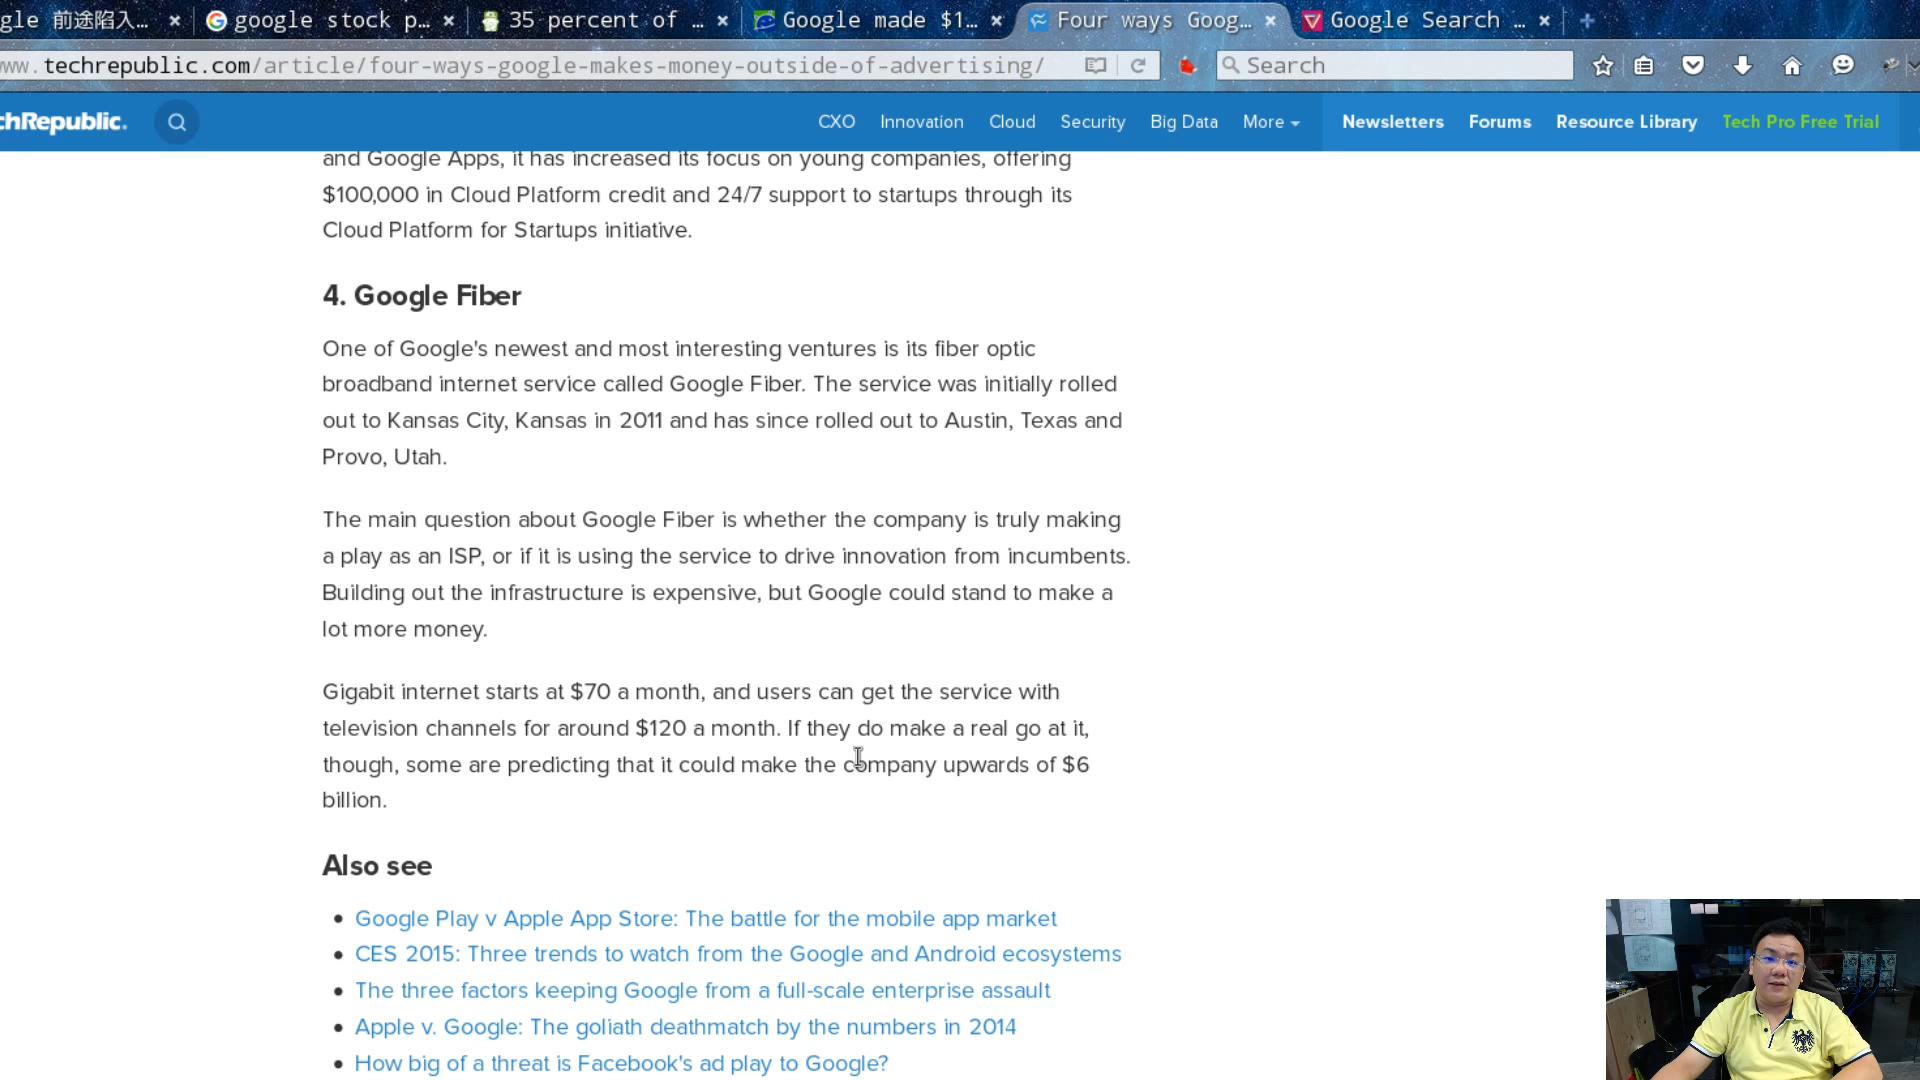 gle 前途陷入...
google stock p...
35 percent of ...
Google made $1...
Four ways Goog...
Google Search ...
ww.techrepublic.com/article/four-ways-google-makes-money-outside-of-advertising/
Search
chRepublic.
CXO Innovation Cloud Security Big Data More Newsletters Forums Resource Library Tech Pro Free Trial
and Google Apps, it has increased its focus on young companies, offering
$100,000 in Cloud Platform credit and 24/7 support to startups through its
Cloud Platform for Startups initiative.
4. Google Fiber
One of Google's newest and most interesting ventures is its fiber optic
broadband internet service called Google Fiber. The service was initially rolled
out to Kansas City, Kansas in 2011 and has since rolled out to Austin, Texas and
Provo, Utah.
The main question about Google Fiber is whether the company is truly making
a play as an ISP, or if it is using the service to drive innovation from incumbents.
Building out the infrastructure is expensive, but Google could stand to make a
lot more money.
Gigabit internet starts at $70 a month, and users can get the service with
television channels for around $120 a month. If they do make a real go at it,
though, some are predicting that it could make the company upwards of $6
billion.
Also see
Google Play v Apple App Store: The battle for the mobile app market
CES 2015: Three trends to watch from the Google and Android ecosystems
The three factors keeping Google from a full-scale enterprise assault
Apple v. Google: The goliath deathmatch by the numbers in 2014
How big of a threat is Facebook's ad play to Google?